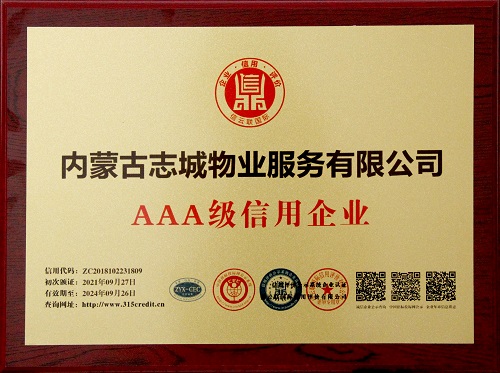 企业·信用·评价
信
信云联国际
内蒙古志城物业服务有限公司
AAA级信用企业
信用代码：ZC2018102231809
初次颁证：2021年09月27日
有效期至：2024年09月26日
查询网址：http://www.315credit.cn
ZYX-CEC